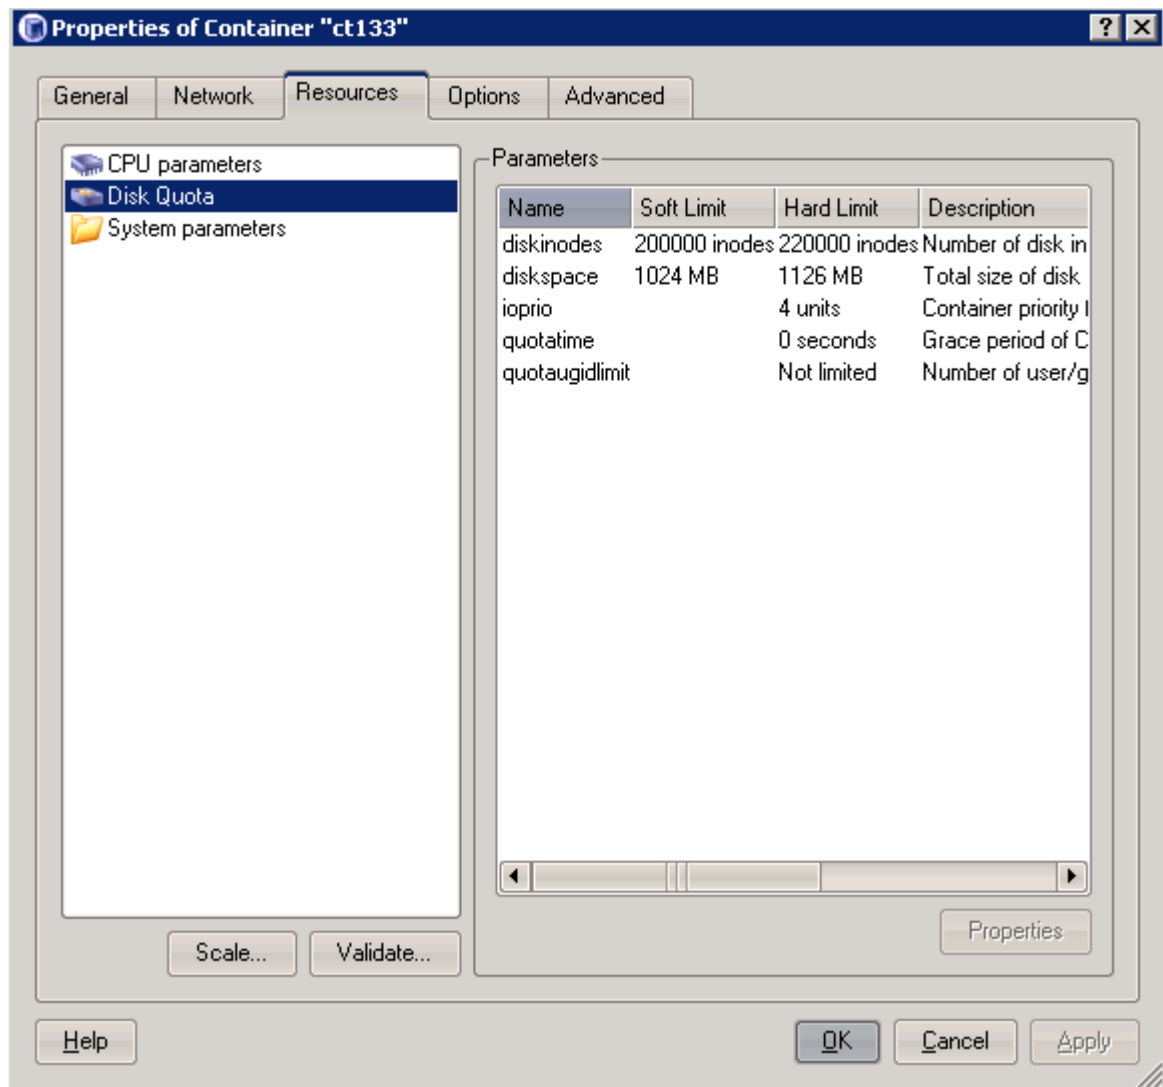 Properties of Container "ct133"
General Network Resources Options Advanced
CPU parameters
Disk Quota
System parameters
Parameters
Name Soft Limit Hard Limit Description
diskinodes 200000 inodes 220000 inodes Number of disk in
diskspace 1024 MB 1126 MB Total size of disk
ioprio 4 units Container priority
quotatime 0 seconds Grace period of C
quotaugidlimit Not limited Number of user/g
Properties
Scale... Validate...
Help OK Cancel Apply